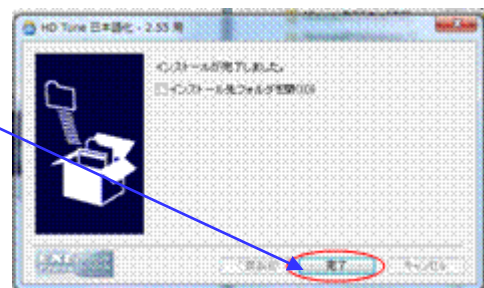 HD Tune 日本語化 - 2.55 用
インストールが完了しました。
インストール先フォルダを開く(O)
完了
キャンセル